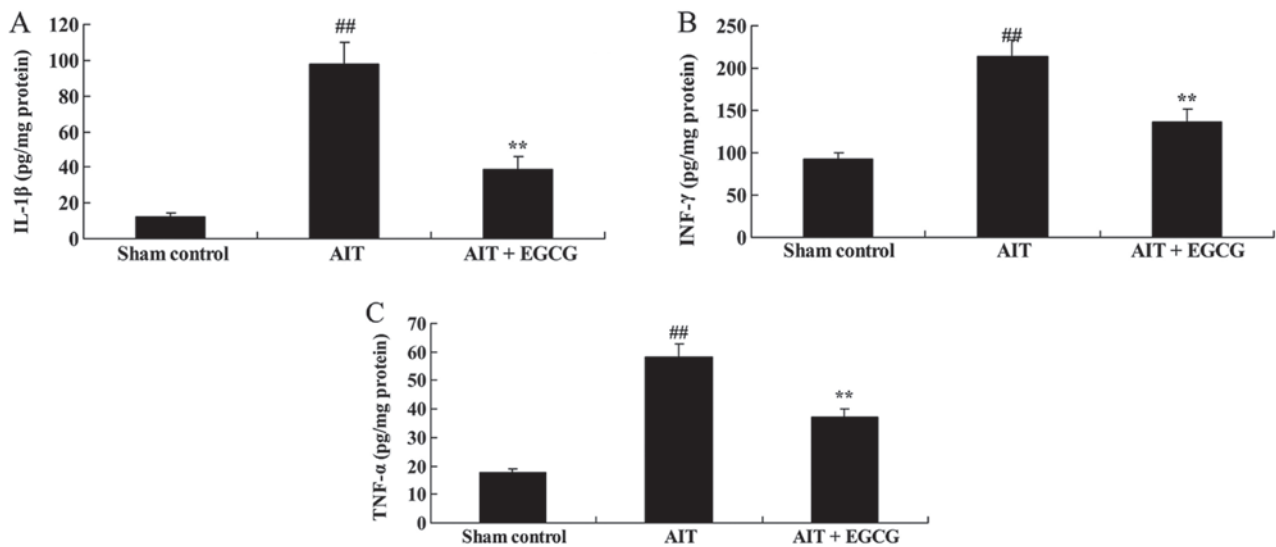 A
IL-1β (pg/mg protein)
120
100
80
60
40
20
0
##
**
Sham control
AIT
AIT + EGCG
B
INF-γ (pg/mg protein)
250
200
150
100
50
0
##
**
Sham control
AIT
AIT + EGCG
C
TNF-α (pg/mg protein)
70
60
50
40
30
20
10
0
##
**
Sham control
AIT
AIT + EGCG